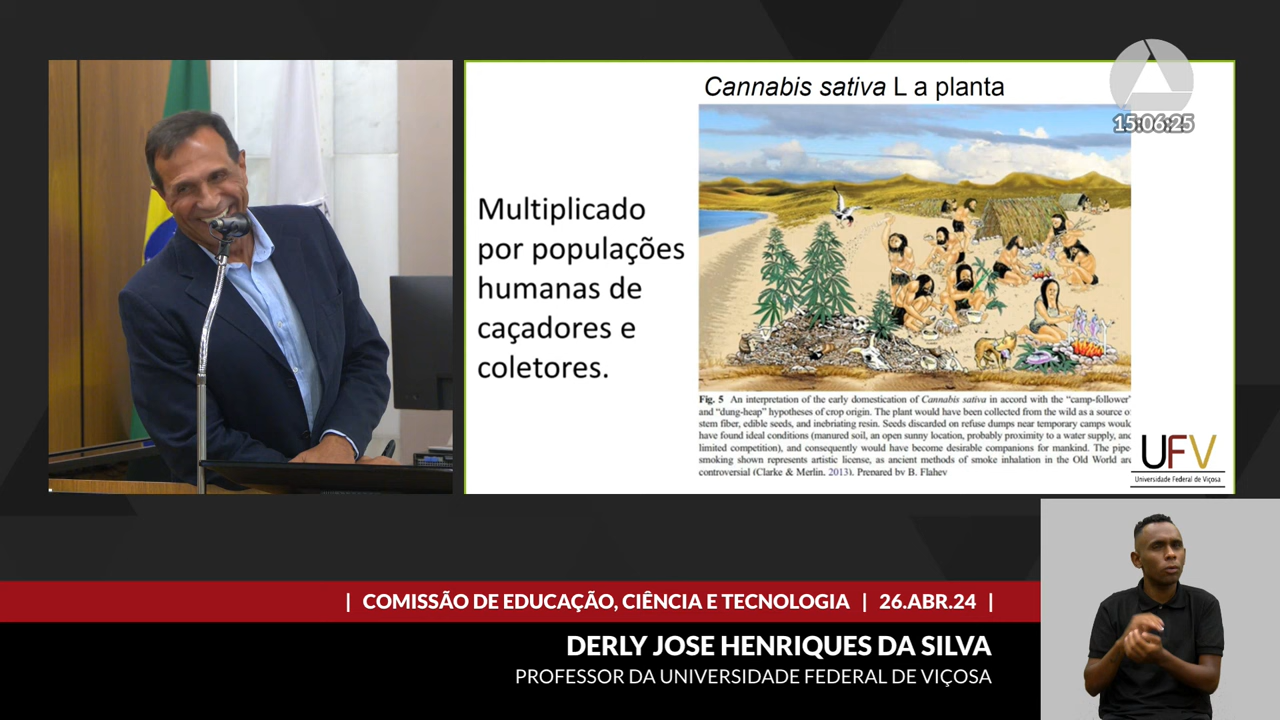 Cannabis sativa L a planta
15:06:25
Multiplicado
por populações
humanas de
caçadores e
coletores.
Fig. 5 An interpretation of the early domestication of Cannabis sativa in accord with the "camp-follower"
and "dung-heap" hypotheses of crop origin. The plant would have been collected from the wild as a source o
stem fiber, edible seeds, and inebriating resin. Seeds discarded on refuse dumps near temporary camps would
have found ideal conditions (manured soil, an open sunny location, probably proximity to a water supply, and
limited competition), and consequently would have become desirable companions for mankind. The pipe-
smoking shown represents artistic license, as ancient methods of smoke inhalation in the Old World are
controversial (Clarke & Merlin, 2013). Prepared by B. Flahey
UFV
Universidade Federal de Viçosa
| COMISSÃO DE EDUCAÇÃO, CIÊNCIA E TECNOLOGIA | 26.ABR.24 |
DERLY JOSE HENRIQUES DA SILVA
PROFESSOR DA UNIVERSIDADE FEDERAL DE VIÇOSA